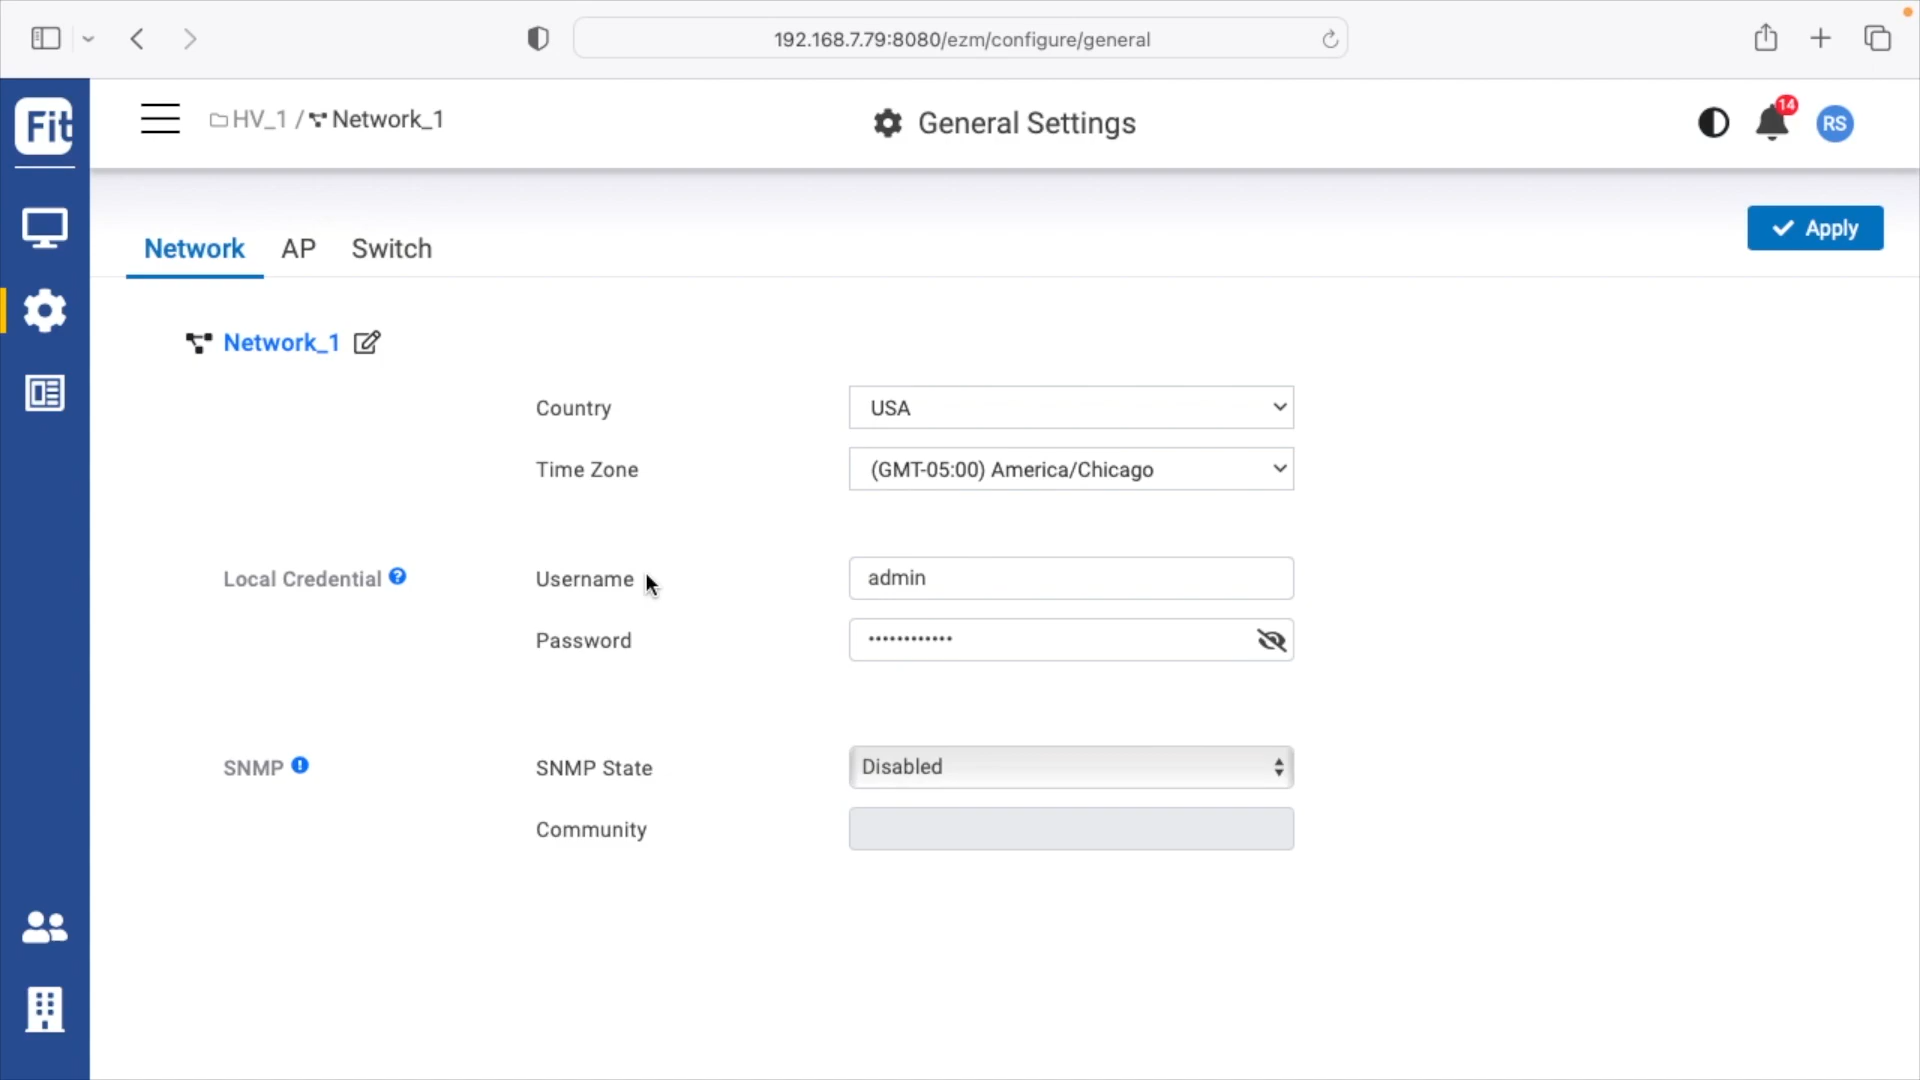 192.168.7.79:8080/ezm/configure/general
Fit
HV_1 / Network_1
General Settings
14
RS
Network AP Switch
Apply
Network_1
Country USA
Time Zone (GMT-05:00) America/Chicago
Local Credential ? Username admin
Password ••••••••••••
SNMP ! SNMP State Disabled
Community